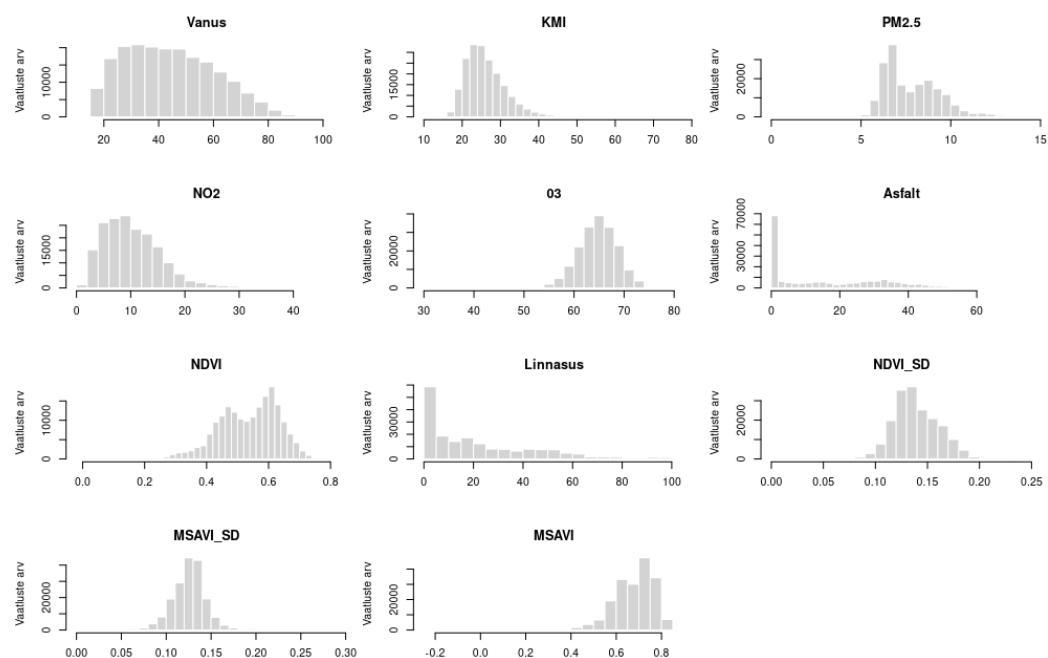 Vanus
Vaatluste arv
0 10000
20 40 60 80 100
KMI
Vaatluste arv
0 15000
10 20 30 40 50 60 70 80
PM2.5
Vaatluste arv
0 20000
0 5 10 15
NO2
Vaatluste arv
0 15000
0 10 20 30 40
03
Vaatluste arv
0 20000
30 40 50 60 70 80
Asfalt
Vaatluste arv
0 30000 70000
0 20 40 60
NDVI
Vaatluste arv
0 10000
0.0 0.2 0.4 0.6 0.8
Linnasus
Vaatluste arv
0 30000
0 20 40 60 80 100
NDVI_SD
Vaatluste arv
0 20000
0.00 0.05 0.10 0.15 0.20 0.25
MSAVI_SD
Vaatluste arv
0 20000
0.00 0.05 0.10 0.15 0.20 0.25 0.30
MSAVI
Vaatluste arv
0 20000
-0.2 0.0 0.2 0.4 0.6 0.8